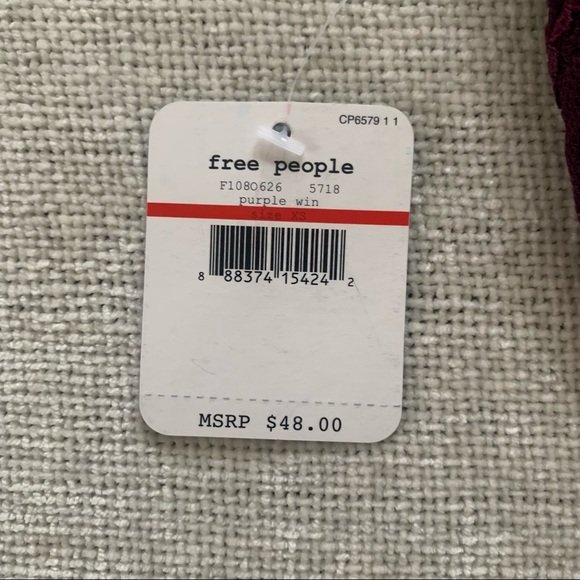 CP6579 1 1
free people
F1080626 5718
purple win
size XS
8 88374 15424 2
MSRP $48.00